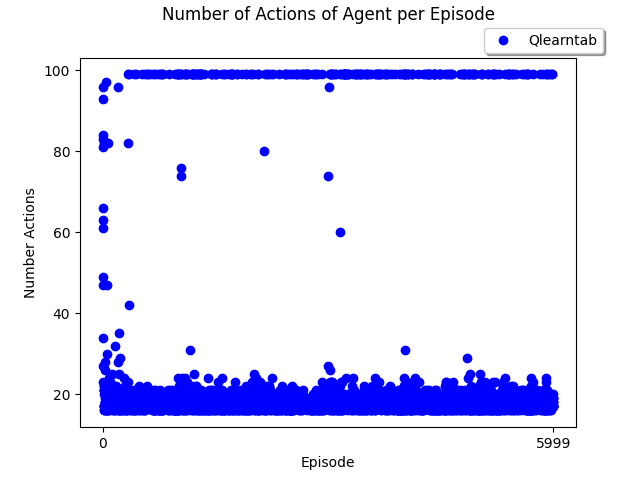 Number of Actions of Agent per Episode
Qlearntab
100
80
60
40
20
Number Actions
0
5999
Episode